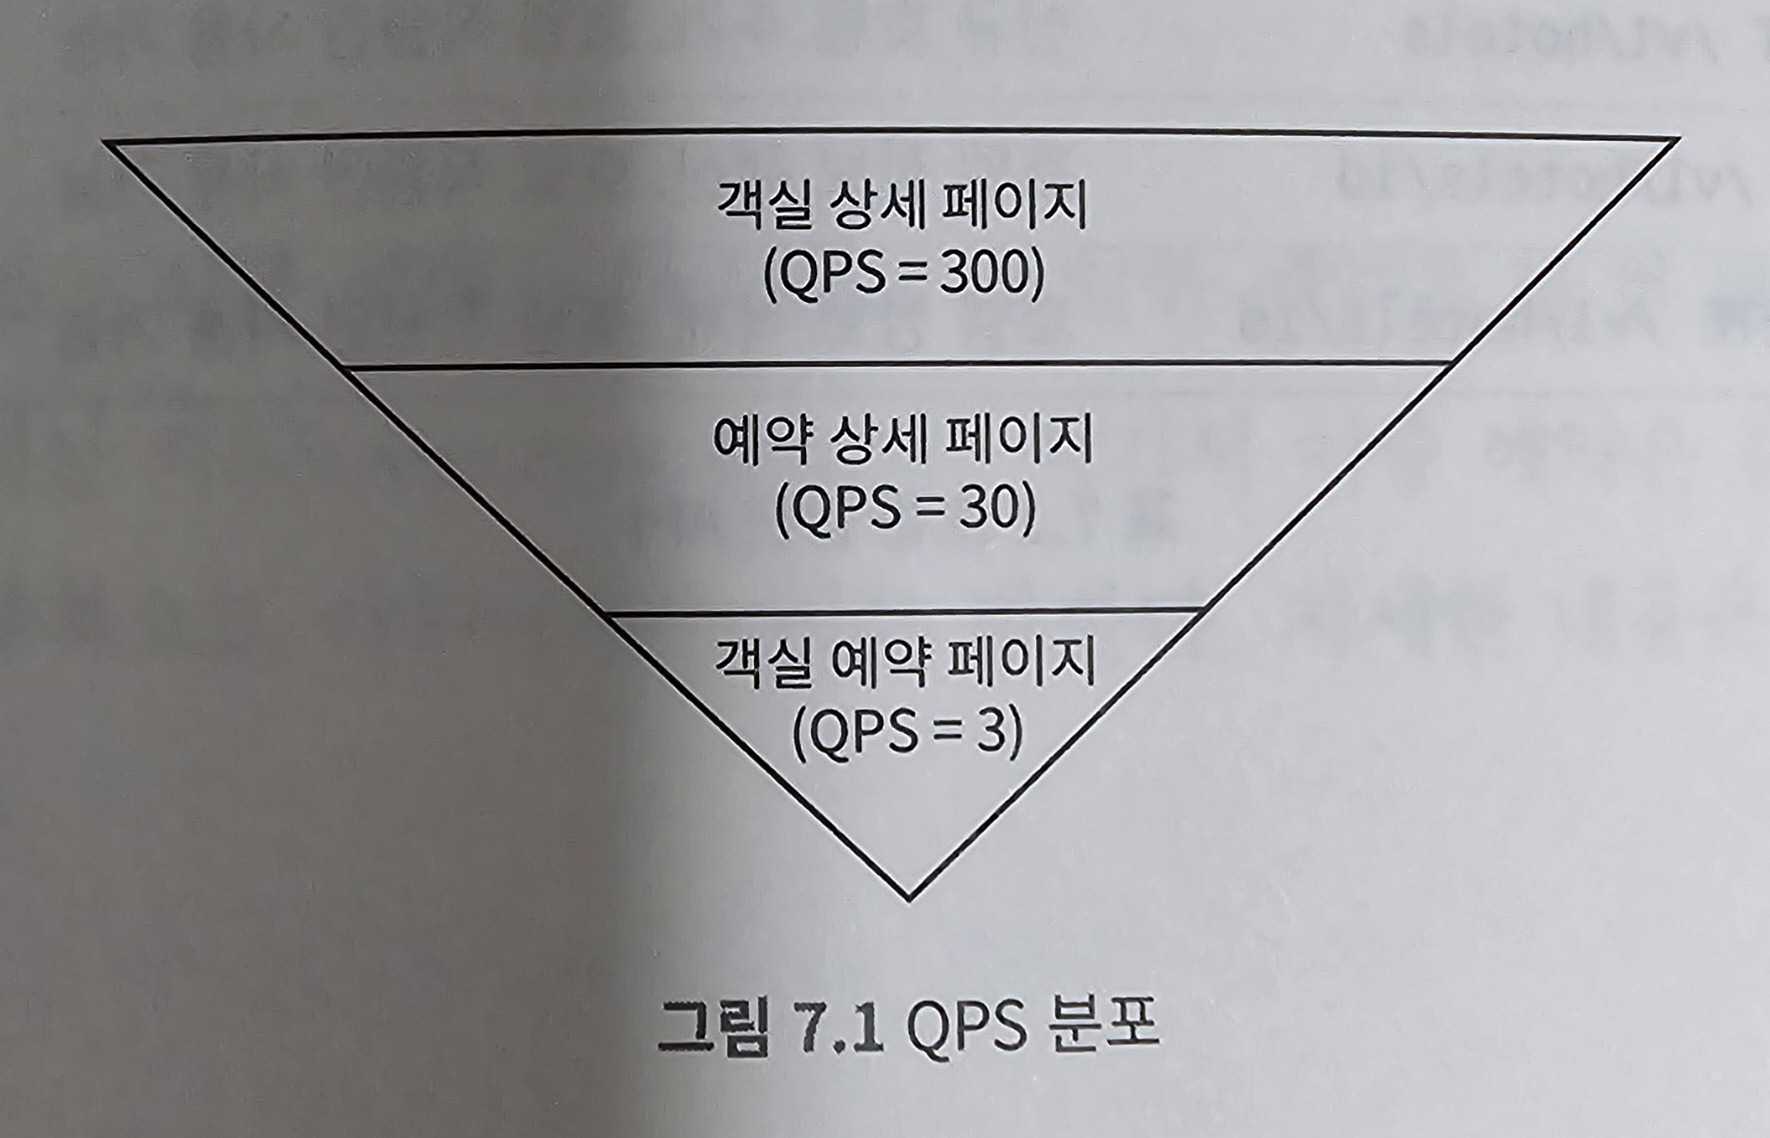 객실 상세 페이지
(QPS = 300)
예약 상세 페이지
(QPS = 30)
객실 예약 페이지
(QPS = 3)
그림 7.1 QPS 분포